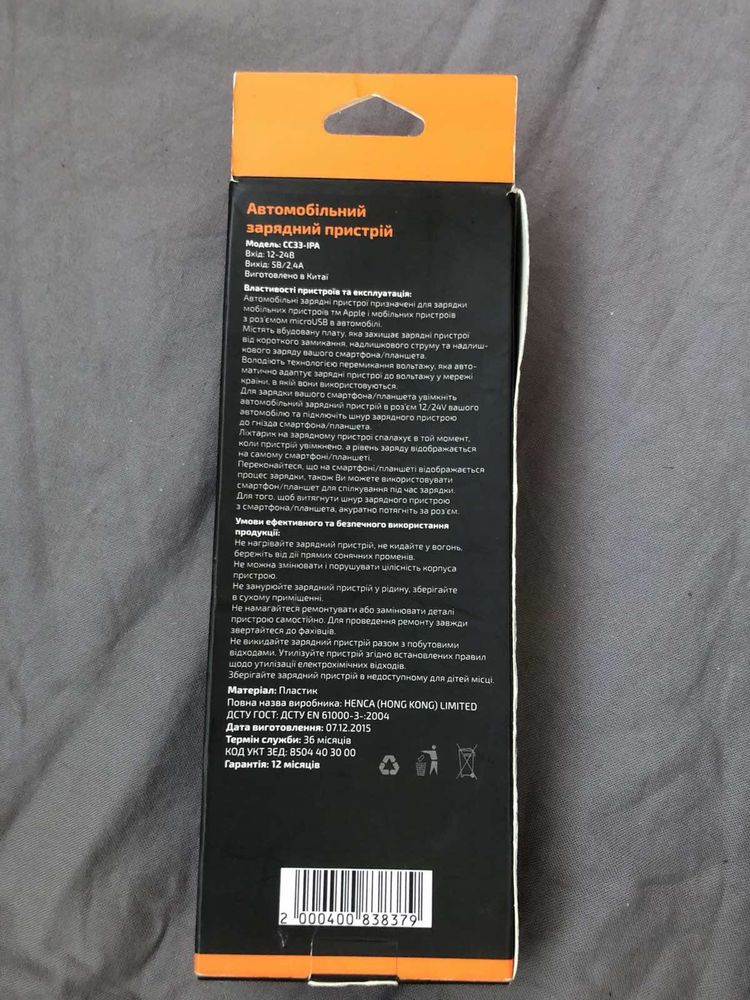 Автомобільний
зарядний пристрій
Модель: CC33-IPA
Вхід: 12-24В
Вихід: 5В/2,4А
Виготовлено в Китаї
Властивості пристроїв та експлуатація:
Автомобільні зарядні пристрої призначені для зарядки
мобільних пристроїв тм Apple і мобільних пристроїв
з роз'ємом microUSB в автомобілі.
Містять вбудовану плату, яка захищає зарядні пристрої
від короткого замикання, надлишкового струму та надлиш-
кового заряду вашого смартфона/планшета.
Володіють технологією перемикання вольтажу, яка авто-
матично адаптує зарядні пристрої до вольтажу у мережі
країни, в якій вони використовуються.
Для зарядки вашого смартфона/планшета увімкніть
автомобільний зарядний пристрій в роз'єм 12/24V вашого
автомобілю та підключіть шнур зарядного пристрою
до гнізда смартфона/планшета.
Ліхтарик на зарядному пристрої спалахує в той момент,
коли пристрій увімкнено, а рівень заряду відображається
на самому смартфоні/планшеті.
Переконайтеся, що на смартфоні/планшеті відображається
процес зарядки, також Ви можете використовувати
смартфон/планшет для спілкування під час зарядки.
Для того, щоб витягнути шнур зарядного пристрою
з смартфона/планшета, акуратно потягніть за роз'єм.
Умови ефективного та безпечного використання
продукції:
Не нагрівайте зарядний пристрій, не кидайте у вогонь,
бережіть від дії прямих сонячних променів.
Не можна змінювати і порушувати цілісність корпуса
пристрою.
Не занурюйте зарядний пристрій у рідину, зберігайте
в сухому приміщенні.
Не намагайтеся ремонтувати або замінювати деталі
пристрою самостійно. Для проведення ремонту завжди
звертайтеся до фахівців.
Не викидайте зарядний пристрій разом з побутовими
відходами. Утилізуйте пристрій згідно встановлених правил
щодо утилізації електрохімічних відходів.
Зберігайте зарядний пристрій в недоступному для дітей місці.
Матеріал: Пластик
Повна назва виробника: HENCA (HONG KONG) LIMITED
ДСТУ ГОСТ: ДСТУ EN 61000-3-:2004
Дата виготовлення: 07.12.2015
Термін служби: 36 місяців
КОД УКТ ЗЕД: 8504 40 30 00
Гарантія: 12 місяців
2 000400 838379